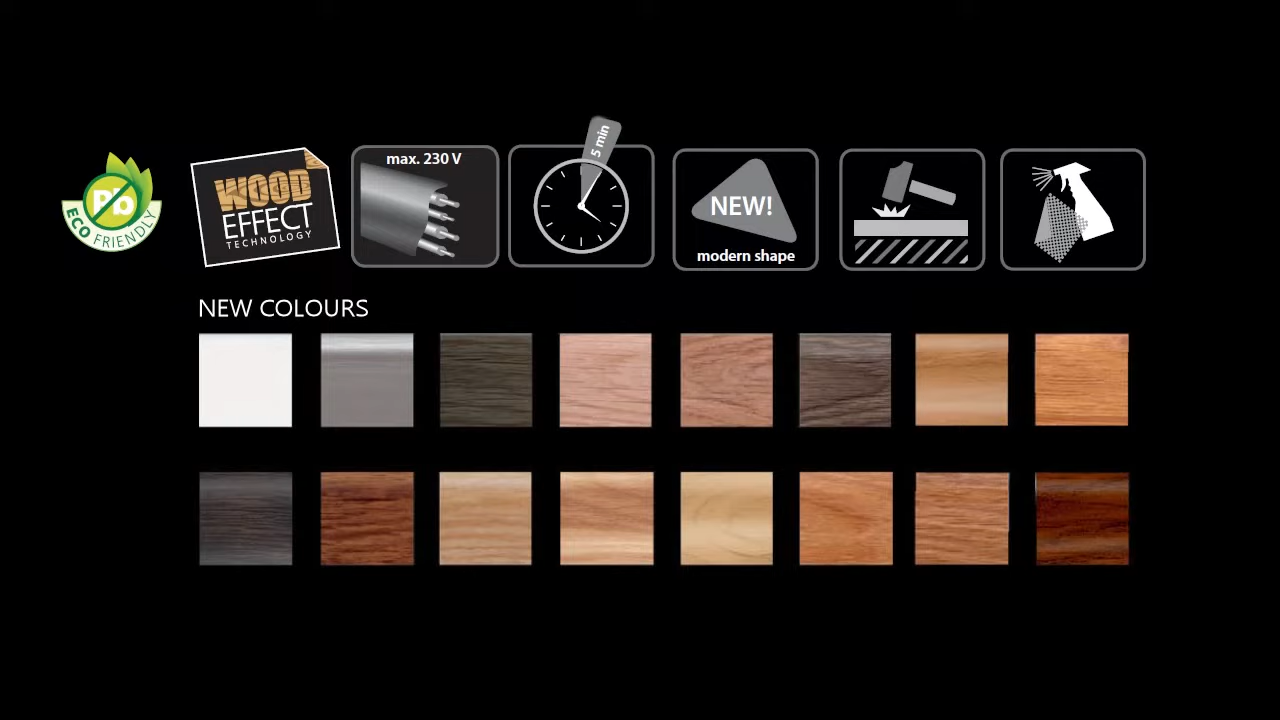 Pb
ECO FRIENDLY
WOOD
EFFECT
TECHNOLOGY
max. 230 V
5 min
NEW!
modern shape
NEW COLOURS